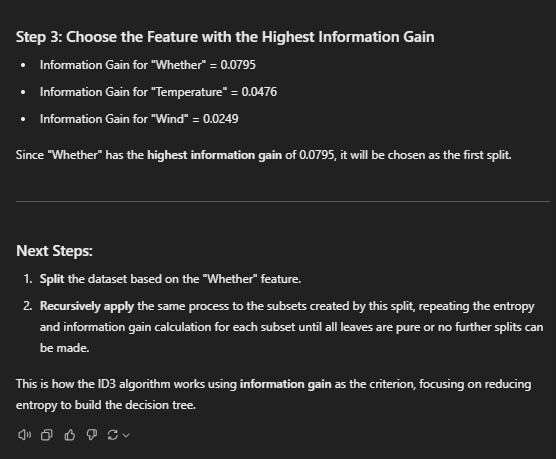 Step 3: Choose the Feature with the Highest Information Gain
• Information Gain for "Whether" = 0.0795
• Information Gain for "Temperature" = 0.0476
• Information Gain for "Wind" = 0.0249
Since "Whether" has the highest information gain of 0.0795, it will be chosen as the first split.
Next Steps:
1. Split the dataset based on the "Whether" feature.
2. Recursively apply the same process to the subsets created by this split, repeating the entropy
and information gain calculation for each subset until all leaves are pure or no further splits can
be made.
This is how the ID3 algorithm works using information gain as the criterion, focusing on reducing
entropy to build the decision tree.